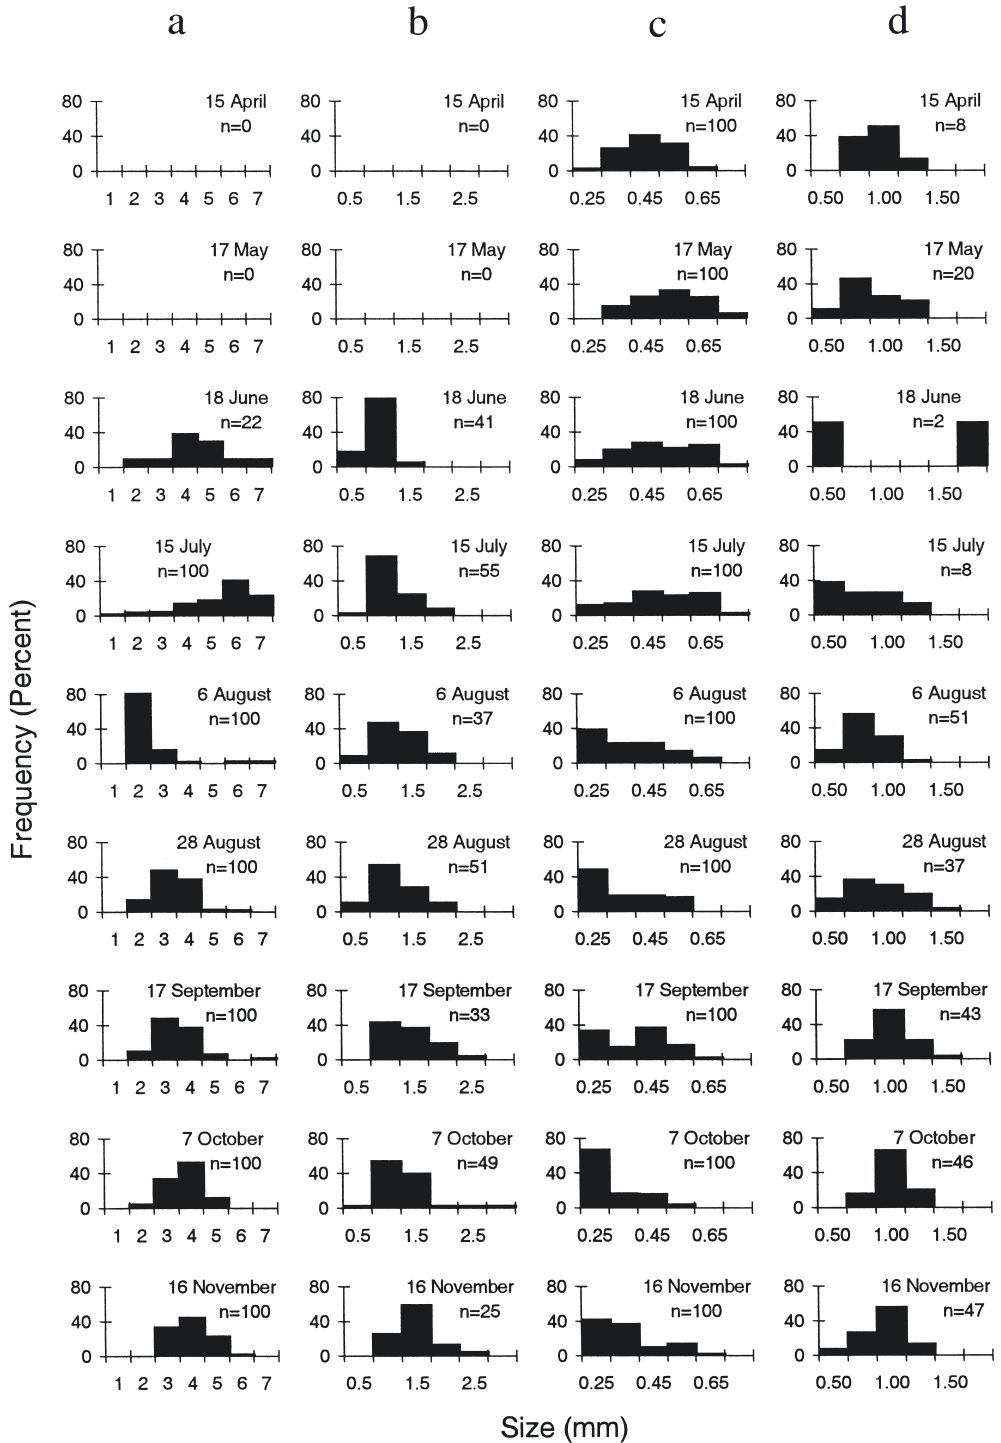 a b c d
15 April 15 April 15 April 15 April
n=0 n=0 n=100 n=8
80 80 80 80
40 40 40 40
0 0 0 0
1 2 3 4 5 6 7 0.5 1.5 2.5 0.25 0.45 0.65 0.50 1.00 1.50
17 May 17 May 17 May 17 May
n=0 n=0 n=100 n=20
80 80 80 80
40 40 40 40
0 0 0 0
1 2 3 4 5 6 7 0.5 1.5 2.5 0.25 0.45 0.65 0.50 1.00 1.50
18 June 18 June 18 June 18 June
n=22 n=41 n=100 n=2
80 80 80 80
40 40 40 40
0 0 0 0
1 2 3 4 5 6 7 0.5 1.5 2.5 0.25 0.45 0.65 0.50 1.00 1.50
15 July 15 July 15 July 15 July
n=100 n=55 n=100 n=8
80 80 80 80
40 40 40 40
0 0 0 0
1 2 3 4 5 6 7 0.5 1.5 2.5 0.25 0.45 0.65 0.50 1.00 1.50
6 August 6 August 6 August 6 August
n=100 n=37 n=100 n=51
80 80 80 80
40 40 40 40
0 0 0 0
1 2 3 4 5 6 7 0.5 1.5 2.5 0.25 0.45 0.65 0.50 1.00 1.50
28 August 28 August 28 August 28 August
n=100 n=51 n=100 n=37
80 80 80 80
40 40 40 40
0 0 0 0
1 2 3 4 5 6 7 0.5 1.5 2.5 0.25 0.45 0.65 0.50 1.00 1.50
17 September 17 September 17 September 17 September
n=100 n=33 n=100 n=43
80 80 80 80
40 40 40 40
0 0 0 0
1 2 3 4 5 6 7 0.5 1.5 2.5 0.25 0.45 0.65 0.50 1.00 1.50
7 October 7 October 7 October 7 October
n=100 n=49 n=100 n=46
80 80 80 80
40 40 40 40
0 0 0 0
1 2 3 4 5 6 7 0.5 1.5 2.5 0.25 0.45 0.65 0.50 1.00 1.50
16 November 16 November 16 November 16 November
n=100 n=25 n=100 n=47
80 80 80 80
40 40 40 40
0 0 0 0
1 2 3 4 5 6 7 0.5 1.5 2.5 0.25 0.45 0.65 0.50 1.00 1.50
Frequency (Percent)
Size (mm)